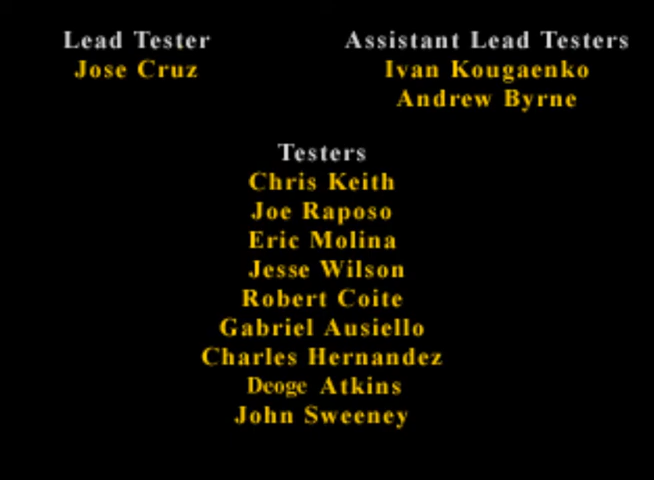 Lead Tester
Jose Cruz
Assistant Lead Testers
Ivan Kougaenko
Andrew Byrne
Testers
Chris Keith
Joe Raposo
Eric Molina
Jesse Wilson
Robert Coite
Gabriel Ausiello
Charles Hernandez
Deoge Atkins
John Sweeney